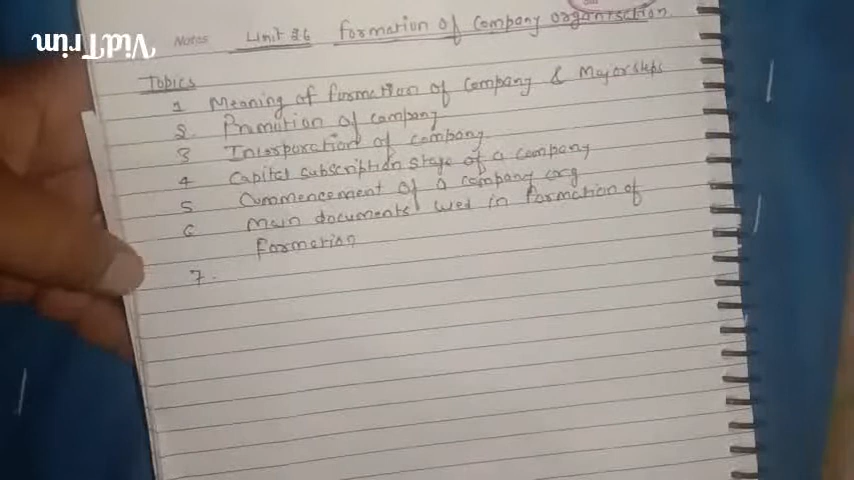 VidTrim
Notes Unit 6 Formation of Company organisation
Topics
1 Meaning of formation of Company & Major steps
2. Promotion of company
3 Incorporation of company
4 Capital subscription stage of a company
5 Commencement of a company org
6 Main documents used in Formation of
Formation
7.